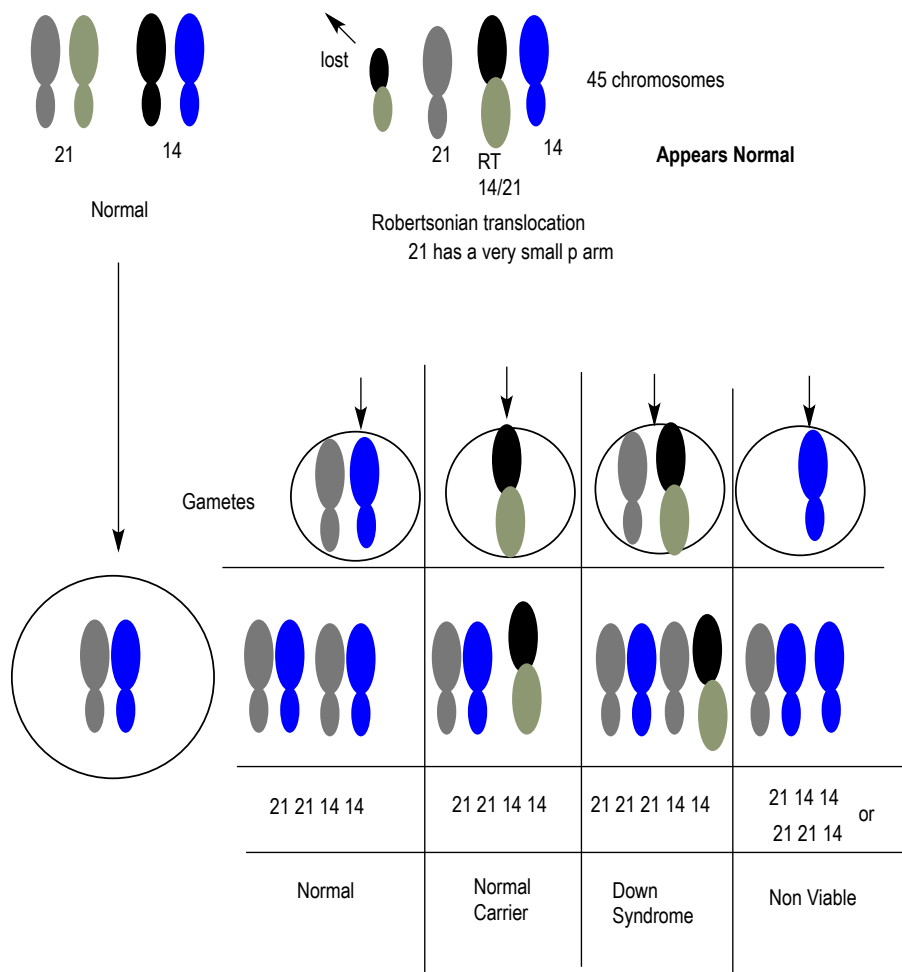 lost
45 chromosomes
21
14
21
RT
14/21
14
Appears Normal
Normal
Robertsonian translocation
21 has a very small p arm
Gametes
21 21 14 14
21 21 14 14
21 21 21 14 14
21 14 14
or
21 21 14
Normal
Normal
Carrier
Down
Syndrome
Non Viable